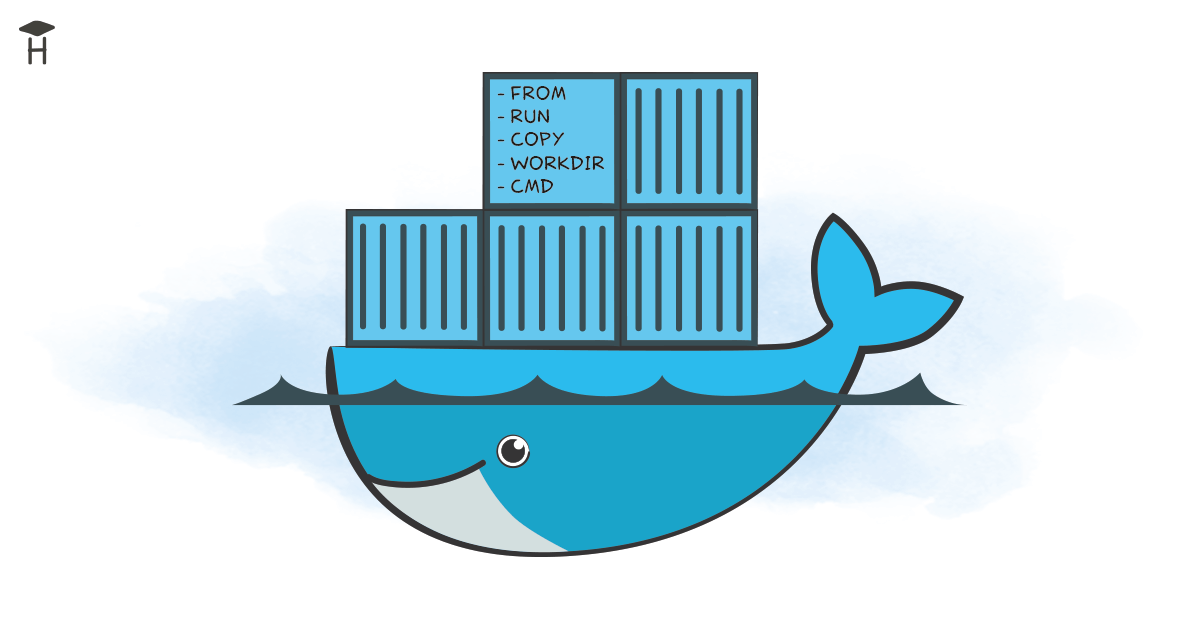 H
- FROM
- RUN
- COPY
- WORKDIR
- CMD